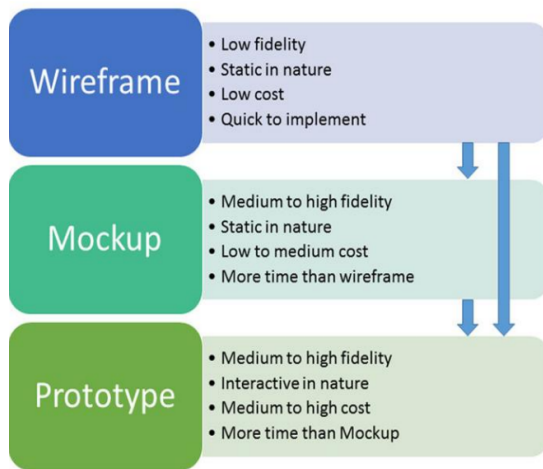 Wireframe
• Low fidelity
• Static in nature
• Low cost
• Quick to implement
Mockup
• Medium to high fidelity
• Static in nature
• Low to medium cost
• More time than wireframe
Prototype
• Medium to high fidelity
• Interactive in nature
• Medium to high cost
• More time than Mockup